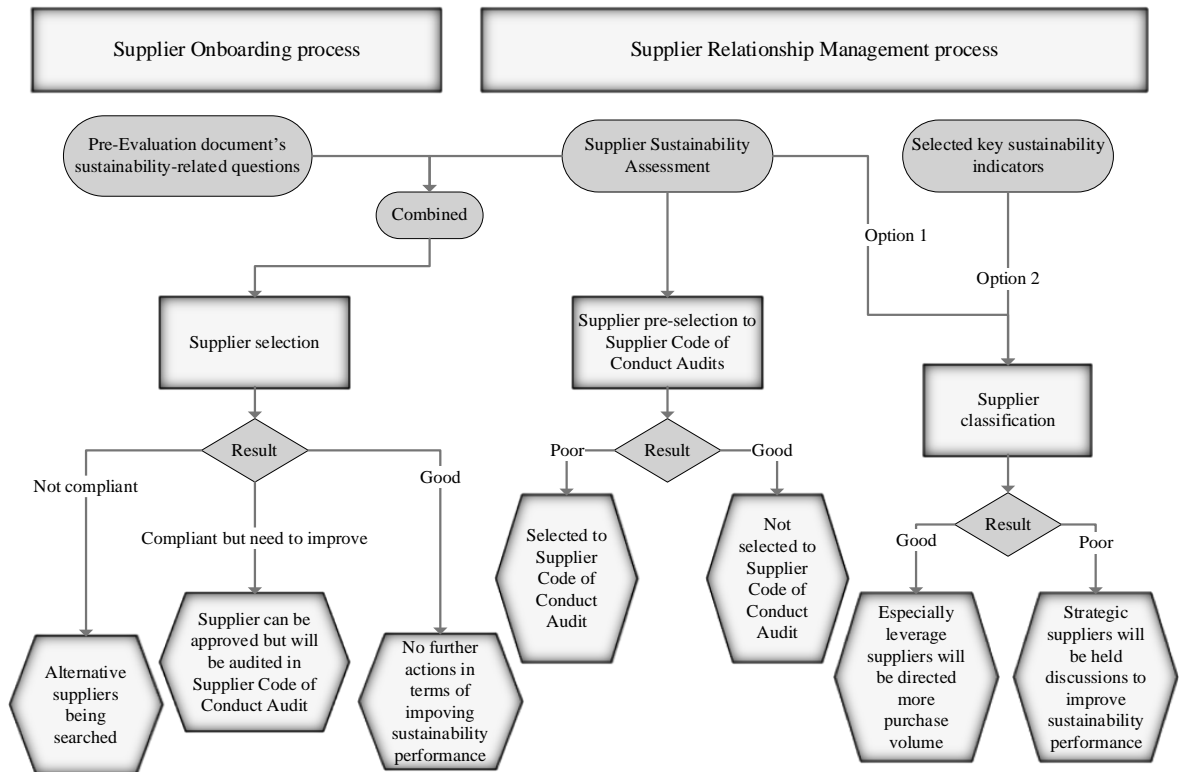 Supplier Onboarding process
Supplier Relationship Management process
Pre-Evaluation document’s
sustainability-related questions
Supplier Sustainability
Assessment
Selected key sustainability
indicators
Combined
Option 1
Option 2
Supplier selection
Supplier pre-selection to
Supplier Code of
Conduct Audits
Supplier
classification
Result
Not compliant
Compliant but need to improve
Good
Result
Poor
Good
Result
Good
Poor
Alternative
suppliers
being
searched
Supplier can be
approved but will
be audited in
Supplier Code of
Conduct Audit
No further
actions in
terms of
impoving
sustainability
performance
Selected to
Supplier
Code of
Conduct
Audit
Not
selected to
Supplier
Code of
Conduct
Audit
Especially
leverage
suppliers will
be directed
more
purchase
volume
Strategic
suppliers will
be held
discussions to
improve
sustainability
performance